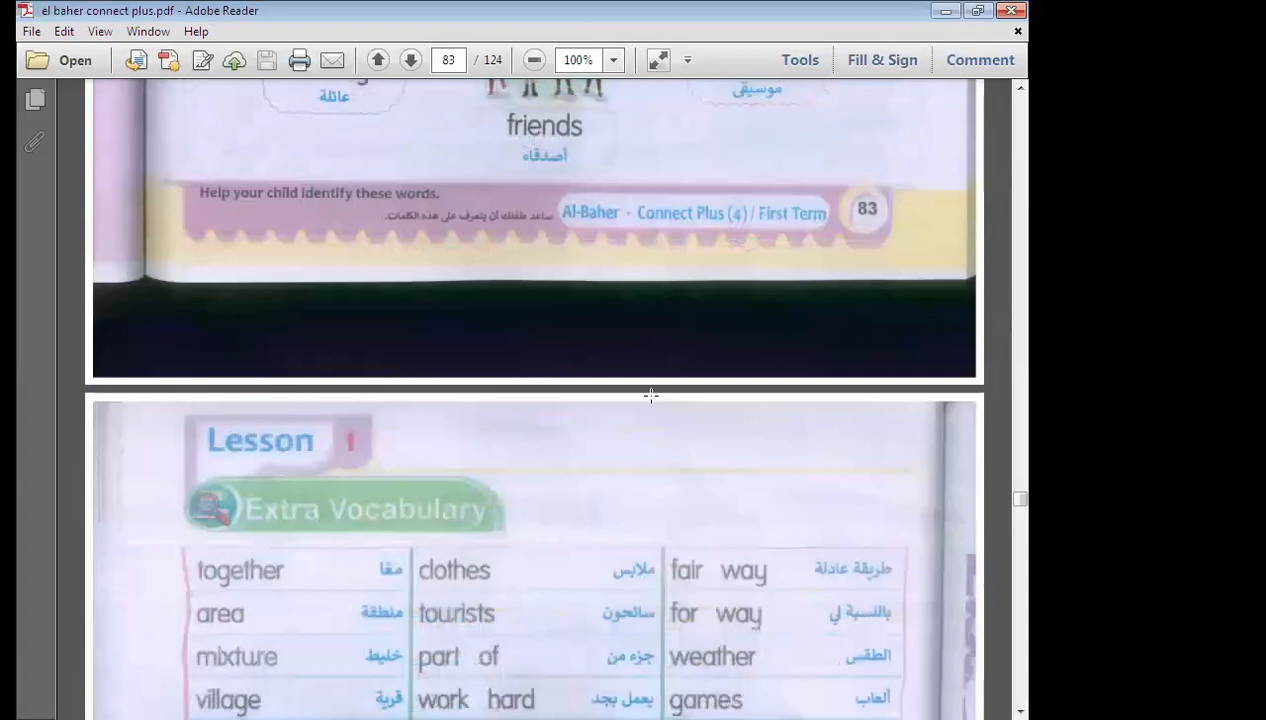 el baher connect plus.pdf - Adobe Reader
File Edit View Window Help
Open 83 / 124 100% Tools Fill & Sign Comment
عائلة
موسيقى
friends
أصدقاء
Help your child identify these words.
ساعد طفلك أن يتعرف على هذه الكلمات.
Al-Baher - Connect Plus (4) / First Term
83
Lesson 1
Extra Vocabulary
together معًا clothes ملابس fair way طريقة عادلة
area منطقة tourists سائحون for way بالنسبة لي
mixture خليط part of جزء من weather الطقس
village قرية work hard يعمل بجد games ألعاب